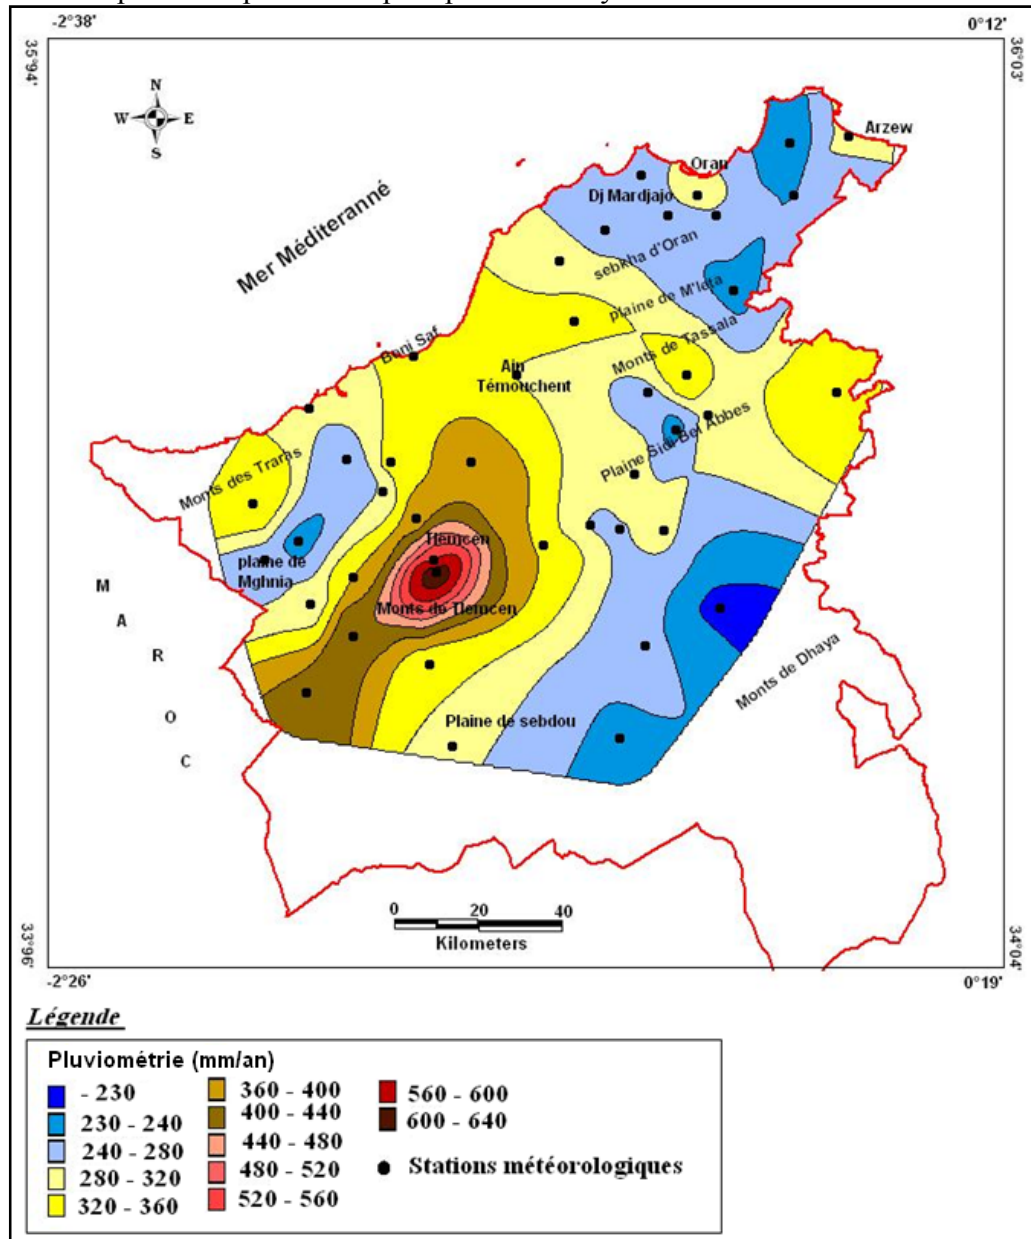 -2°38'
0°12'
35°94'
36°03'
N
W E
S
Arzew
Oran
Dj Mardjajo
Mer Méditeranné
sebkha d'Oran
plaine de M'leta
Beni Saf
Monts de Tassala
Ain
Témouchent
Plaine Sidi Bel Abbes
Monts des Traras
Tlemcen
plaine de
Mghnia
M
A
R
O
C
Monts de Tlemcen
Monts de Dhaya
Plaine de sebdou
0 20 40
Kilometers
33°96'
34°04'
-2°26'
0°19'
Légende
Pluviométrie (mm/an)
- 230
230 - 240
240 - 280
280 - 320
320 - 360
360 - 400
400 - 440
440 - 480
480 - 520
520 - 560
560 - 600
600 - 640
Stations météorologiques